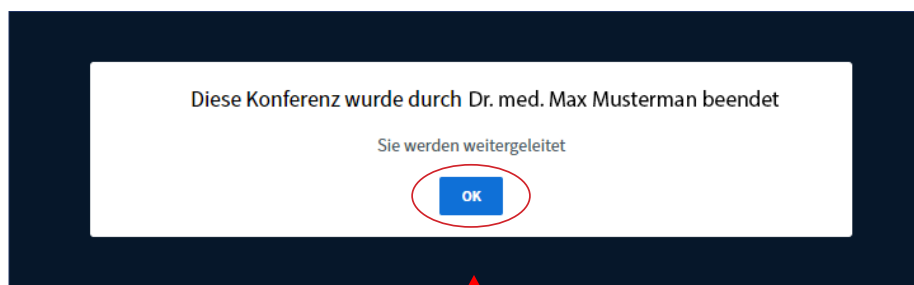 Diese Konferenz wurde durch Dr. med. Max Musterman beendet
Sie werden weitergeleitet
OK